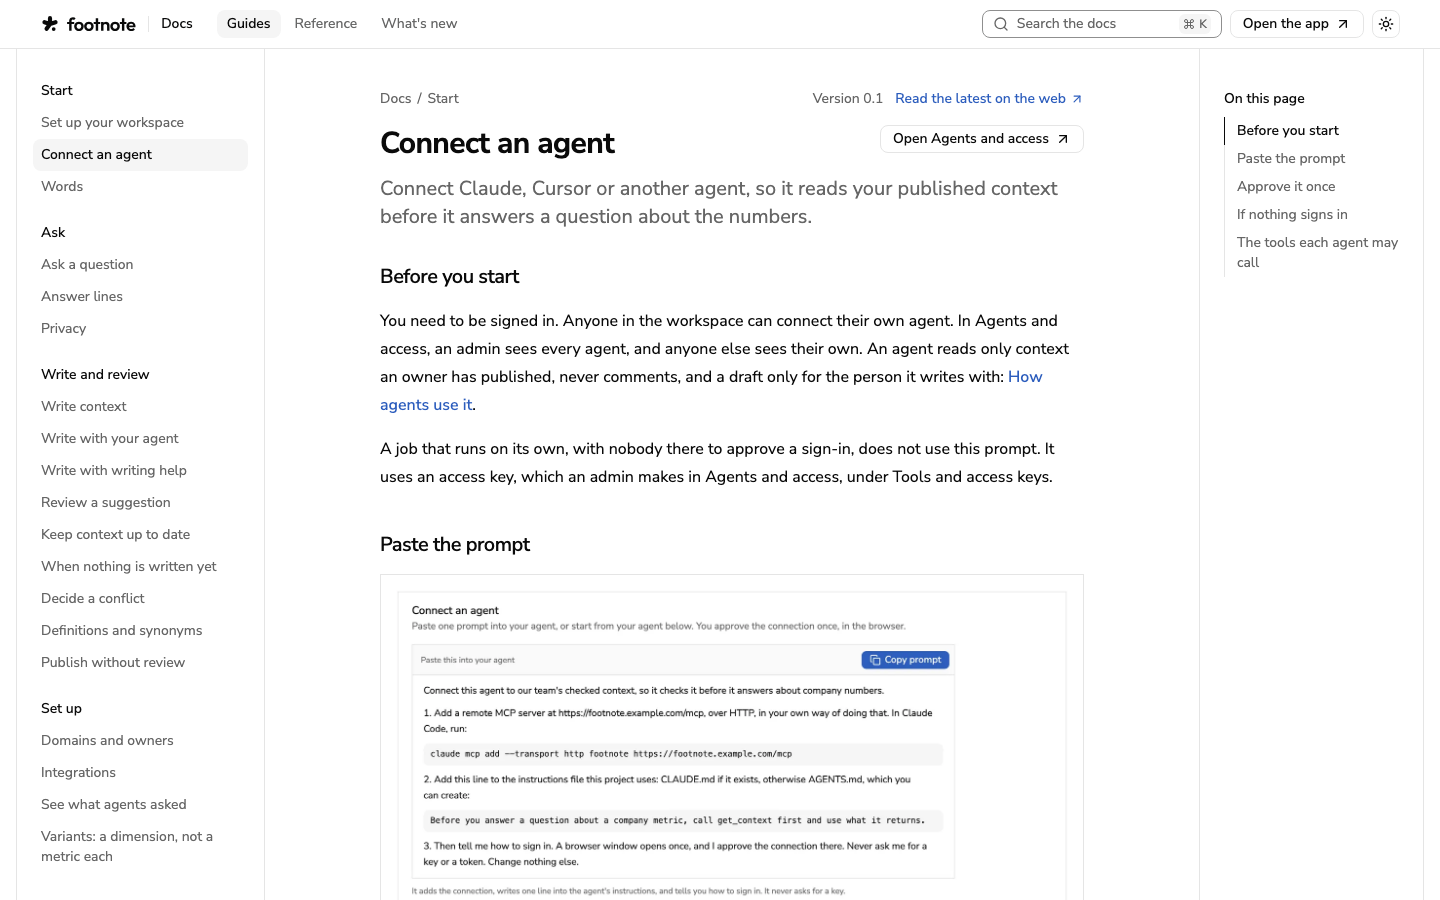 footnote
Docs
Guides
Reference
What's new
Search the docs
⌘ K
Open the app
Start
Set up your workspace
Connect an agent
Words
Ask
Ask a question
Answer lines
Privacy
Write and review
Write context
Write with your agent
Write with writing help
Review a suggestion
Keep context up to date
When nothing is written yet
Decide a conflict
Definitions and synonyms
Publish without review
Set up
Domains and owners
Integrations
See what agents asked
Variants: a dimension, not a
metric each
Docs / Start
Version 0.1
Read the latest on the web
Connect an agent
Open Agents and access
Connect Claude, Cursor or another agent, so it reads your published context
before it answers a question about the numbers.
Before you start
You need to be signed in. Anyone in the workspace can connect their own agent. In Agents and
access, an admin sees every agent, and anyone else sees their own. An agent reads only context
an owner has published, never comments, and a draft only for the person it writes with: How
agents use it.
A job that runs on its own, with nobody there to approve a sign-in, does not use this prompt. It
uses an access key, which an admin makes in Agents and access, under Tools and access keys.
Paste the prompt
Connect an agent
Paste one prompt into your agent, or start from your agent below. You approve the connection once, in the browser.
Paste this into your agent
Copy prompt
Connect this agent to our team's checked context, so it checks it before it answers about company numbers.
1. Add a remote MCP server at https://footnote.example.com/mcp, over HTTP, in your own way of doing that. In Claude
Code, run:
claude mcp add --transport http footnote https://footnote.example.com/mcp
2. Add this line to the instructions file this project uses: CLAUDE.md if it exists, otherwise AGENTS.md, which you
can create:
Before you answer a question about a company metric, call get_context first and use what it returns.
3. Then tell me how to sign in. A browser window opens once, and I approve the connection there. Never ask me for a
key or a token. Change nothing else.
It adds the connection, writes one line into the agent's instructions, and tells you how to sign in. It never asks for a key.
On this page
Before you start
Paste the prompt
Approve it once
If nothing signs in
The tools each agent may
call